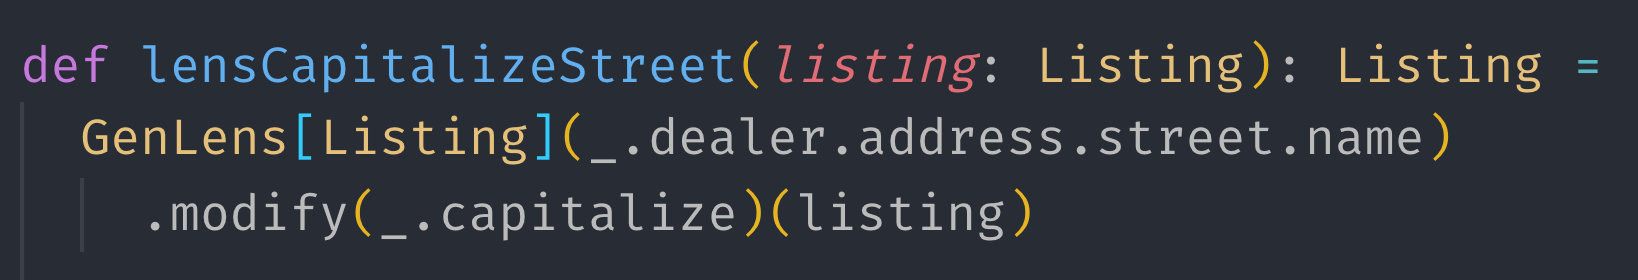 def lensCapitalizeStreet(listing: Listing): Listing =
  GenLens[Listing](_.dealer.address.street.name)
    .modify(_.capitalize)(listing)